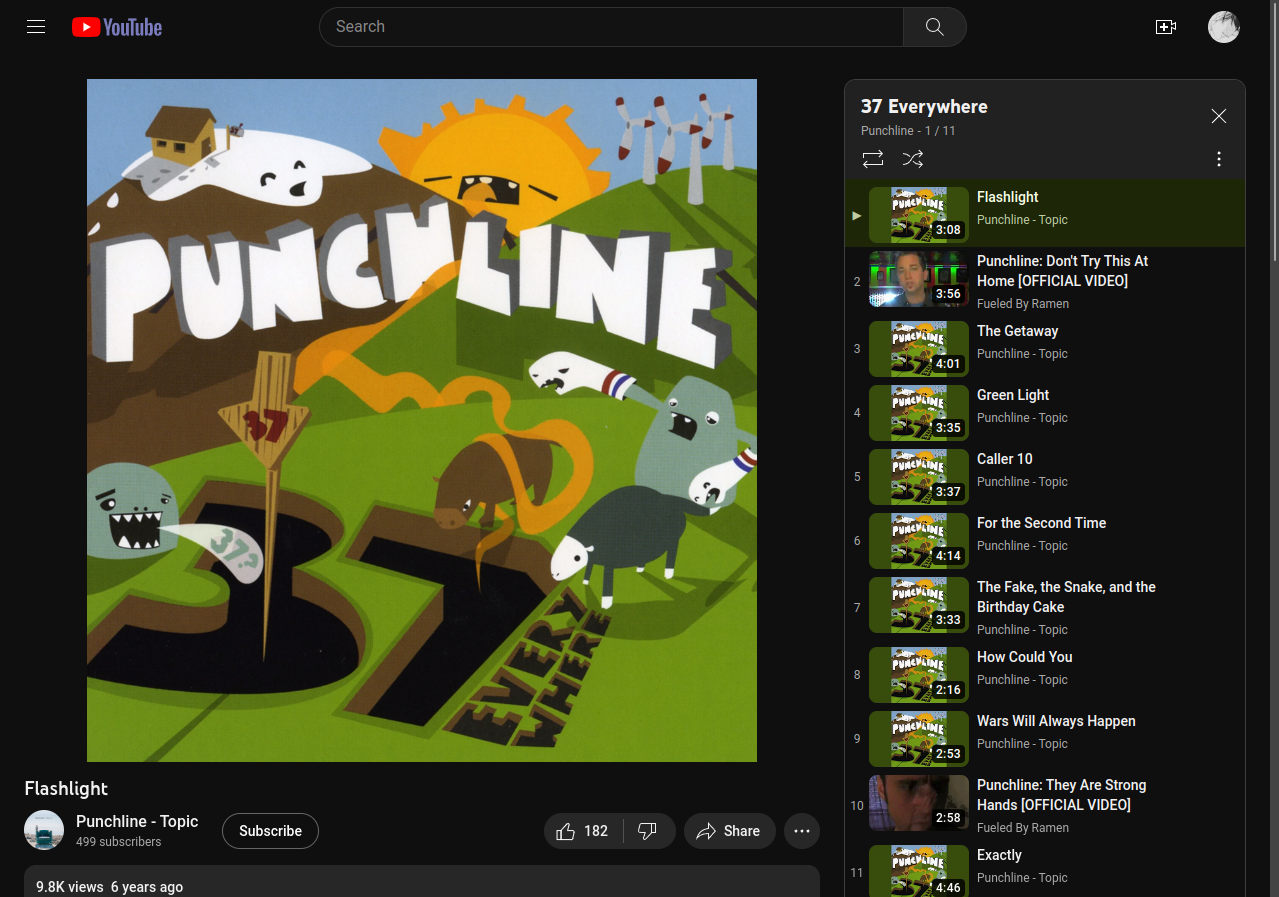 YouTube
Search
PUNCHLINE
37
37?
37
EVERY
WHERE
Flashlight
Punchline - Topic
499 subscribers
Subscribe
182
Share
9.8K views 6 years ago
37 Everywhere
Punchline - 1 / 11
Flashlight
Punchline - Topic
3:08
2
Punchline: Don't Try This At
Home [OFFICIAL VIDEO]
Fueled By Ramen
3:56
3
The Getaway
Punchline - Topic
4:01
4
Green Light
Punchline - Topic
3:35
5
Caller 10
Punchline - Topic
3:37
6
For the Second Time
Punchline - Topic
4:14
7
The Fake, the Snake, and the
Birthday Cake
Punchline - Topic
3:33
8
How Could You
Punchline - Topic
2:16
9
Wars Will Always Happen
Punchline - Topic
2:53
10
Punchline: They Are Strong
Hands [OFFICIAL VIDEO]
Fueled By Ramen
2:58
11
Exactly
Punchline - Topic
4:46